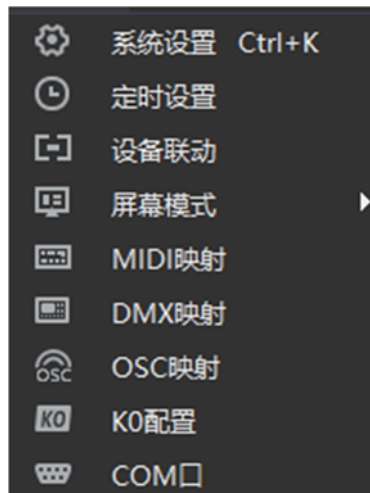 系统设置 Ctrl+K
定时设置
设备联动
屏幕模式
MIDI映射
DMX映射
OSC OSC映射
KO K0配置
COM口